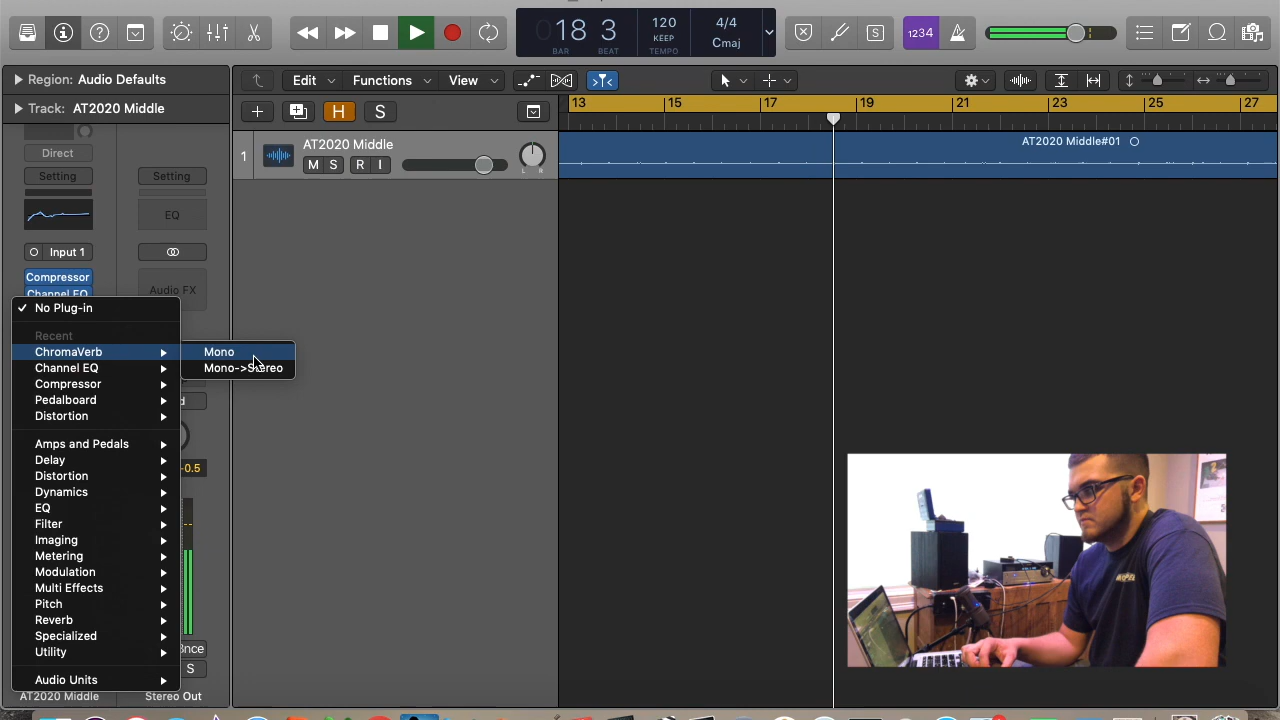 18 3
BAR BEAT
120
KEEP
TEMPO
4/4
Cmaj
1234
S
Region: Audio Defaults
Track: AT2020 Middle
Edit
Functions
View
H
S
13
15
17
19
21
23
25
27
Direct
Setting
Setting
EQ
Input 1
Compressor
Channel EQ
Audio FX
1
AT2020 Middle
M S R I
L R
AT2020 Middle#01
No Plug-in
Recent
ChromaVerb
Channel EQ
Compressor
Pedalboard
Distortion
Amps and Pedals
Delay
Distortion
Dynamics
EQ
Filter
Imaging
Metering
Modulation
Multi Effects
Pitch
Reverb
Specialized
Utility
Audio Units
Mono
Mono->Stereo
-0.5
S
AT2020 Middle
Stereo Out